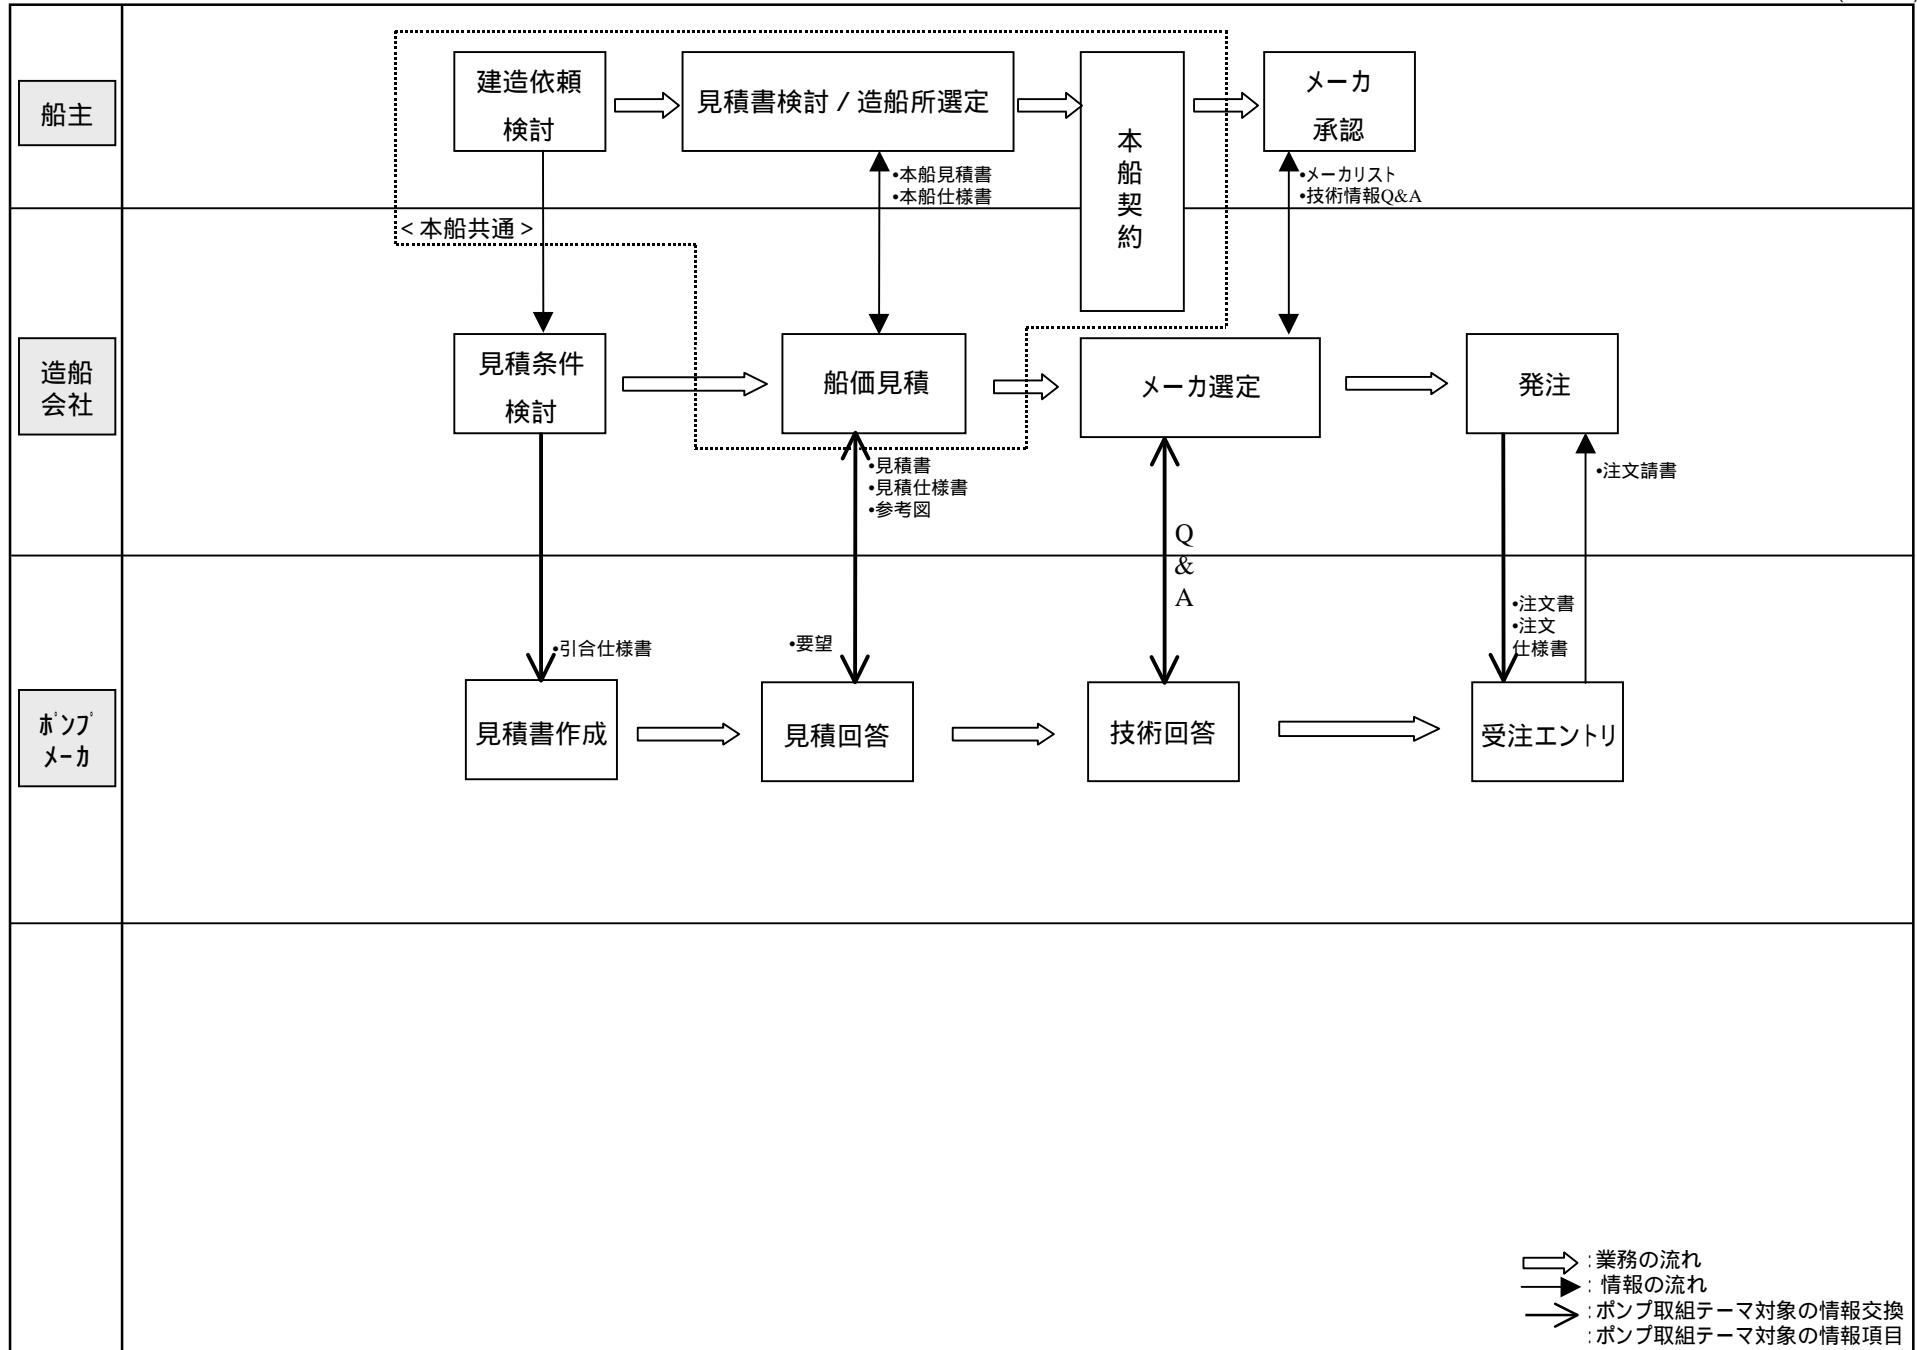 船主
建造依頼
検討
見積書検討 / 造船所選定
本
船
契
約
メーカ
承認
•本船見積書
•本船仕様書
•メーカリスト
•技術情報Q&A
< 本船共通 >
造船
会社
見積条件
検討
船価見積
メーカ選定
発注
•見積書
•見積仕様書
•参考図
•注文請書
Q
&
A
•引合仕様書
•要望
•注文書
•注文
仕様書
ﾎﾟﾝﾌﾟ
ﾒｰｶ
見積書作成
見積回答
技術回答
受注エントリ
: 業務の流れ
: 情報の流れ
: ポンプ取組テーマ対象の情報交換
: ポンプ取組テーマ対象の情報項目